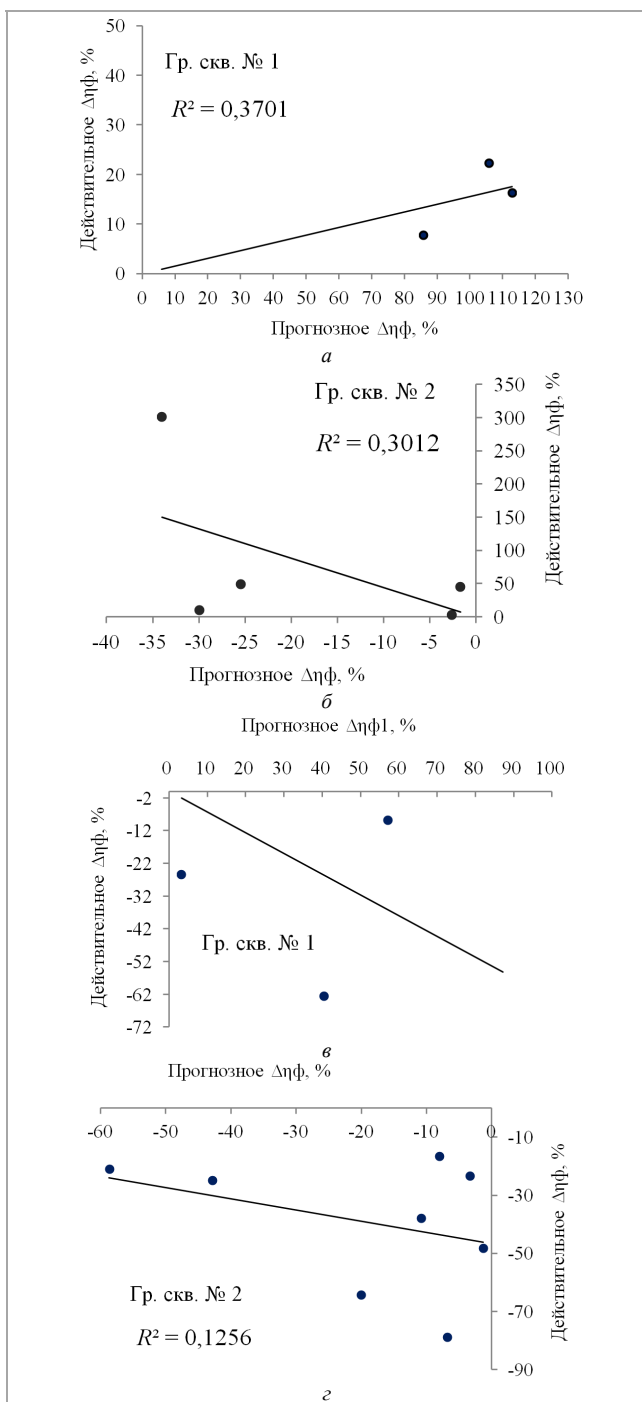 50
40
30
20
10
0
Действительное Δηф, %
Гр. скв. № 1
R² = 0,3701
0 10 20 30 40 50 60 70 80 90 100 110 120 130
Прогнозное Δηф, %
а
Гр. скв. № 2
R² = 0,3012
350
300
250
200
150
100
50
0
Действительное Δηф, %
-40 -35 -30 -25 -20 -15 -10 -5 0
Прогнозное Δηф, %
б
Прогнозное Δηф1, %
0 10 20 30 40 50 60 70 80 90 100
-2
-12
-22
-32
-42
-52
-62
-72
Действительное Δηф, %
Гр. скв. № 1
в
Прогнозное Δηф, %
-60 -50 -40 -30 -20 -10 0
-10
-30
-50
-70
-90
Действительное Δηф, %
Гр. скв. № 2
R² = 0,1256
г